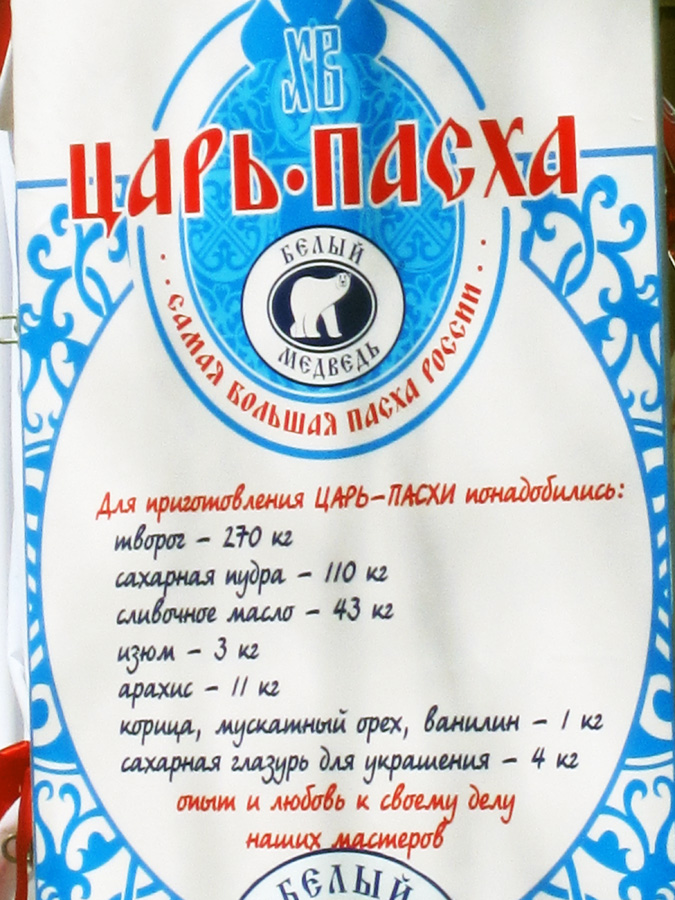 ХВ
ЦАРЬ·ПАСХА
БЕЛЫЙ
МЕДВЕДЬ
САМАЯ БОЛЬШАЯ ПАСХА РОССИИ
Для приготовления ЦАРЬ-ПАСХИ понадобились:
творог – 270 кг
сахарная пудра – 110 кг
сливочное масло – 43 кг
изюм – 3 кг
арахис – 11 кг
корица, мускатный орех, ванилин – 1 кг
сахарная глазурь для украшения – 4 кг
опыт и любовь к своему делу
наших мастеров
БЕЛЫЙ